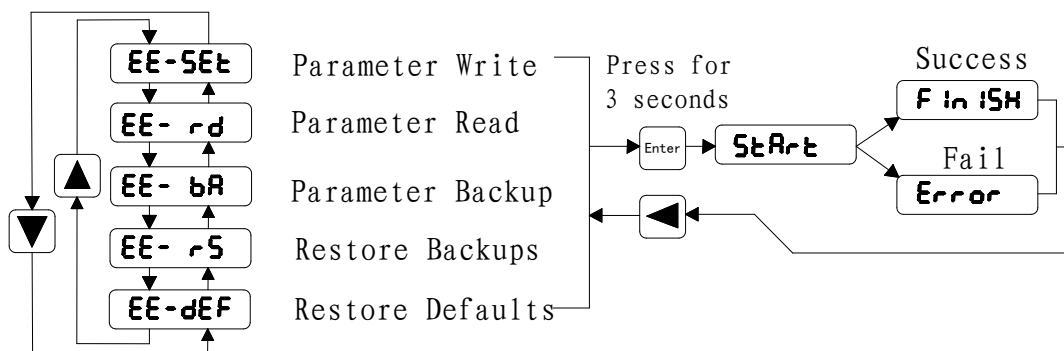 EE-SEt
Parameter Write
EE- rd
Parameter Read
EE- bA
Parameter Backup
EE- rS
Restore Backups
EE-dEF
Restore Defaults
Press for
3 seconds
Enter
StArt
Success
FInISH
Fail
Error